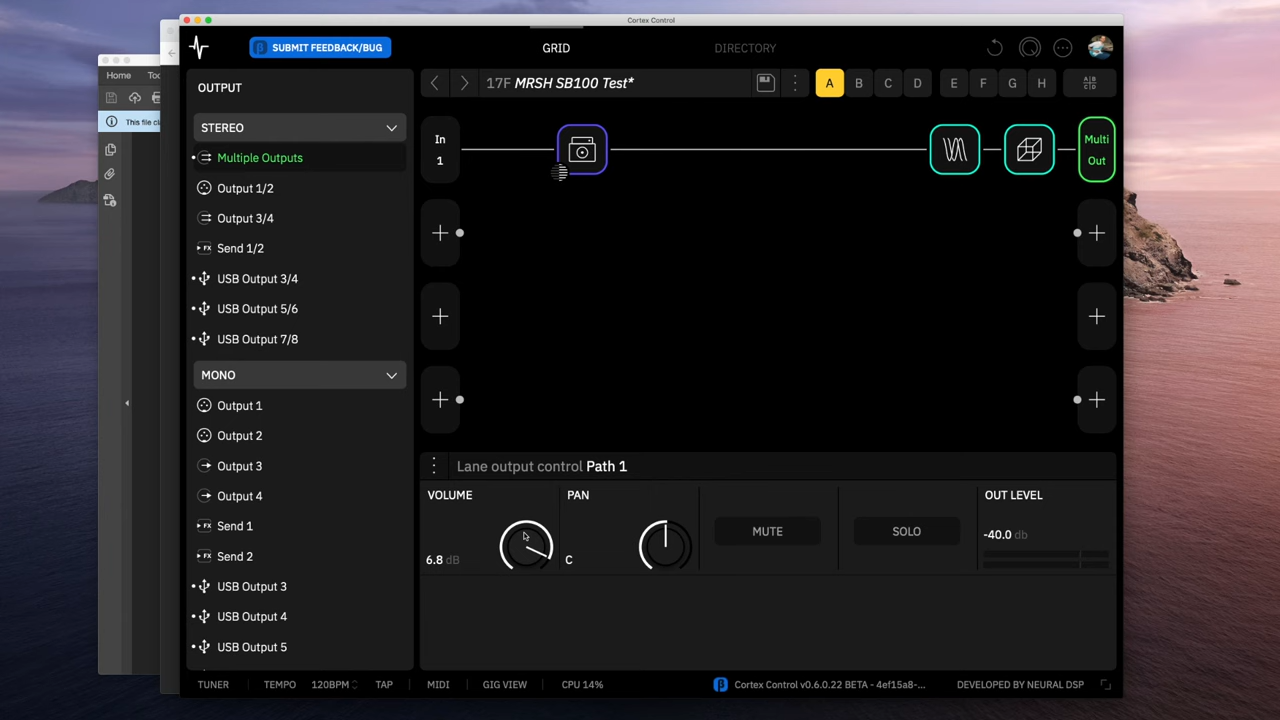 Cortex Control
SUBMIT FEEDBACK/BUG
GRID
DIRECTORY
Home
This file cl
OUTPUT
17F MRSH SB100 Test*
A
B
C
D
E
F
G
H
A B
C D
STEREO
Multiple Outputs
Output 1/2
Output 3/4
FX Send 1/2
USB Output 3/4
USB Output 5/6
USB Output 7/8
MONO
Output 1
Output 2
Output 3
Output 4
FX Send 1
FX Send 2
USB Output 3
USB Output 4
USB Output 5
In
1
Multi
Out
Lane output control Path 1
VOLUME
6.8 dB
PAN
C
MUTE
SOLO
OUT LEVEL
-40.0 db
TUNER
TEMPO
120BPM
TAP
MIDI
GIG VIEW
CPU 14%
Cortex Control v0.6.0.22 BETA - 4ef15a8-...
DEVELOPED BY NEURAL DSP